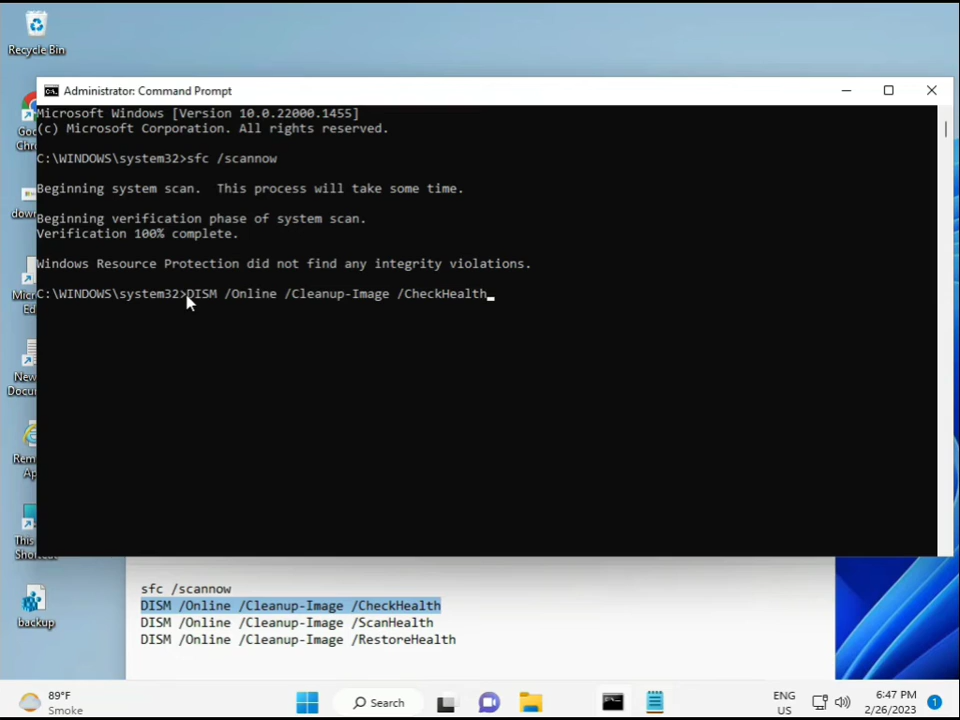 Recycle Bin
Administrator: Command Prompt
Microsoft Windows [Version 10.0.22000.1455]
(c) Microsoft Corporation. All rights reserved.
C:\WINDOWS\system32>sfc /scannow
Beginning system scan.  This process will take some time.
Beginning verification phase of system scan.
Verification 100% complete.
Windows Resource Protection did not find any integrity violations.
C:\WINDOWS\system32>DISM /Online /Cleanup-Image /CheckHealth
backup
sfc /scannow
DISM /Online /Cleanup-Image /CheckHealth
DISM /Online /Cleanup-Image /ScanHealth
DISM /Online /Cleanup-Image /RestoreHealth
89°F
Smoke
Search
ENG
US
6:47 PM
2/26/2023
1